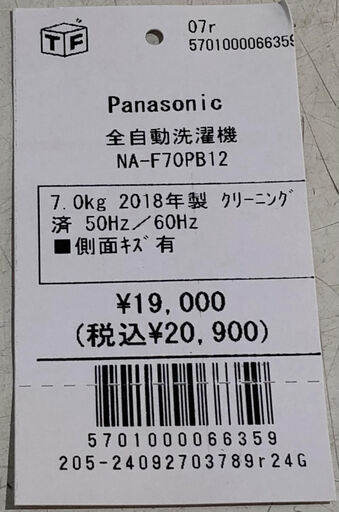 TF
07r
5701000066359
Panasonic
全自動洗濯機
NA-F70PB12
7.0kg 2018年製 クリーニング
済 50Hz／60Hz
■側面キズ有
¥19,000
(税込¥20,900)
5701000066359
205-24092703789r24G